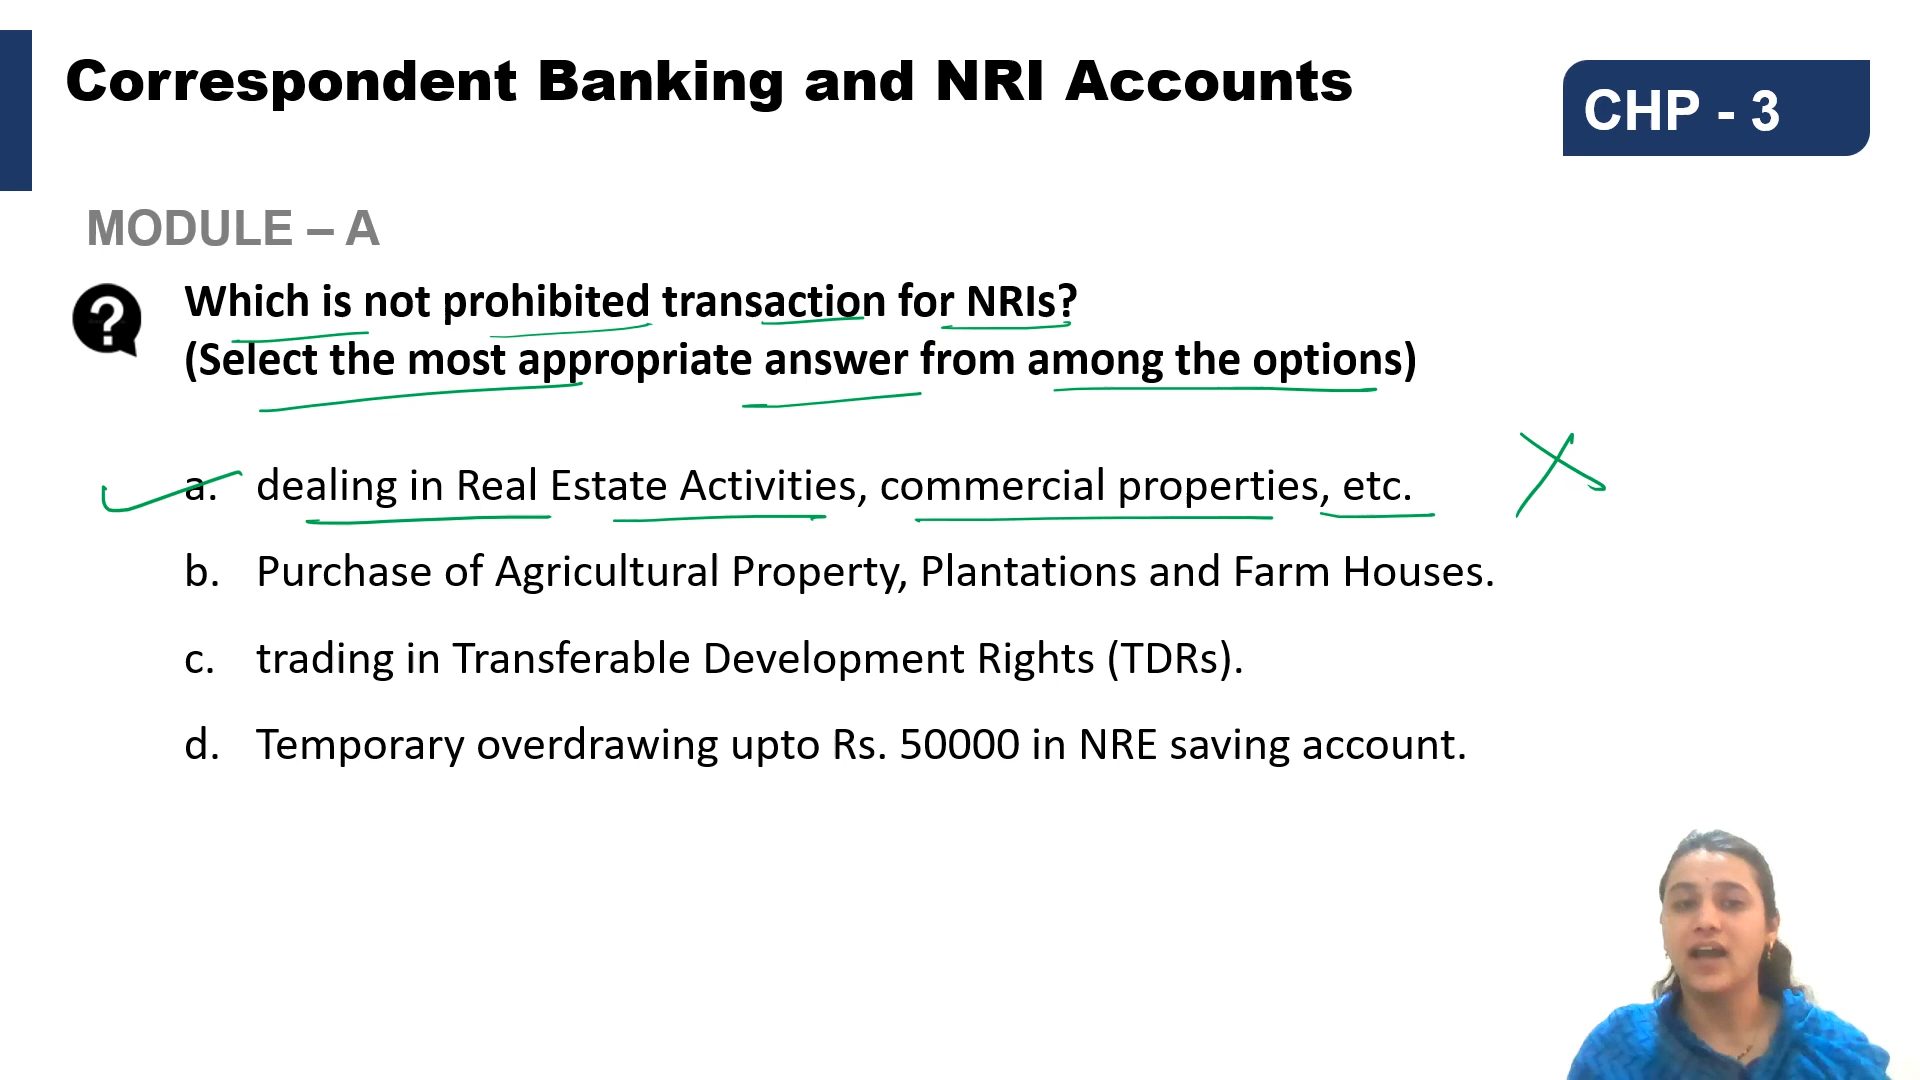 Correspondent Banking and NRI Accounts
CHP - 3
MODULE – A
Which is not prohibited transaction for NRIs?
(Select the most appropriate answer from among the options)
a. dealing in Real Estate Activities, commercial properties, etc.
b. Purchase of Agricultural Property, Plantations and Farm Houses.
c. trading in Transferable Development Rights (TDRs).
d. Temporary overdrawing upto Rs. 50000 in NRE saving account.